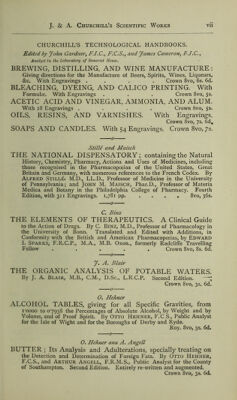 J. & A. CHURCHILL'S SCIENTIFIC WORKS vii
CHURCHILL'S TECHNOLOGICAL HANDBOOKS.
Edited by John Gardner, F.I.C., F.C.S., and James Cameron, F.I.C.,
Analyst in the Laboratory of Somerset House.
BREWING, DISTILLING, AND WINE MANUFACTURE:
Giving directions for the Manufacture of Beers, Spirits, Wines, Liqueurs,
&c. With Engravings . Crown 8vo, 6s. 6d.
BLEACHING, DYEING, AND CALICO PRINTING. With
Formulæ. With Engravings . Crown 8vo, 5s.
ACETIC ACID AND VINEGAR, AMMONIA, AND ALUM.
With 28 Engravings . Crown 8vo, 5s.
OILS, RESINS, AND VARNISHES. With Engravings.
Crown 8vo, 7s. 6d.
SOAPS AND CANDLES. With 54 Engravings. Crown 8vo, 7s.
Stillé and Maisch
THE NATIONAL DISPENSATORY; containing the Natural
History, Chemistry, Pharmacy, Actions and Uses of Medicines, including
those recognised in the Pharmacopœias of the United States, Great
Britain and Germany, with numerous references to the French Codex. By
ALFRED STILLÉ, M.D., LL.D., Professor of Medicine in the University
of Pennsylvania; and JOHN M. MAISCH, Phar.D., Professor of Materia
Medica and Botany in the Philadelphia College of Pharmacy. Fourth
Edition, with 311 Engravings. 1,781 pp. . 8vo, 36s.
C. Binz
THE ELEMENTS OF THERAPEUTICS. A Clinical Guide
to the Action of Drugs. By C. BINZ, M.D., Professor of Pharmacology in
the University of Bonn. Translated and Edited with Additions, in
Conformity with the British and American Pharmacopœias, by EDWARD
I. SPARKS, F.R.C.P., M.A., M.B. Oxon., formerly Radcliffe Travelling
Fellow . Crown 8vo, 8s. 6d.
J. A. Blair
THE ORGANIC ANALYSIS OF POTABLE WATERS.
By J. A. BLAIR, M.B., C.M., D.Sc., L.R.C.P. Second Edition.
Crown 8vo, 3s. 6d.
O. Hehner
ALCOHOL TABLES, giving for all Specific Gravities, from
1·0000 to 0·7938 the Percentages of Absolute Alcohol, by Weight and by
Volume, and of Proof Spirit. By OTTO HEHNER, F.C.S., Public Analyst
for the Isle of Wight and for the Boroughs of Derby and Ryde.
Roy. 8vo, 3s. 6d.
O. Hehner and A. Angell
BUTTER; Its Analysis and Adulterations, specially treating on
the Detection and Determination of Foreign Fats. By OTTO HEHNER,
F.C.S., and ARTHUR ANGELL, F.R.M.S., Public Analyst for the County
of Southampton. Second Edition. Entirely re-written and augmented.
Crown 8vo, 3s. 6d.